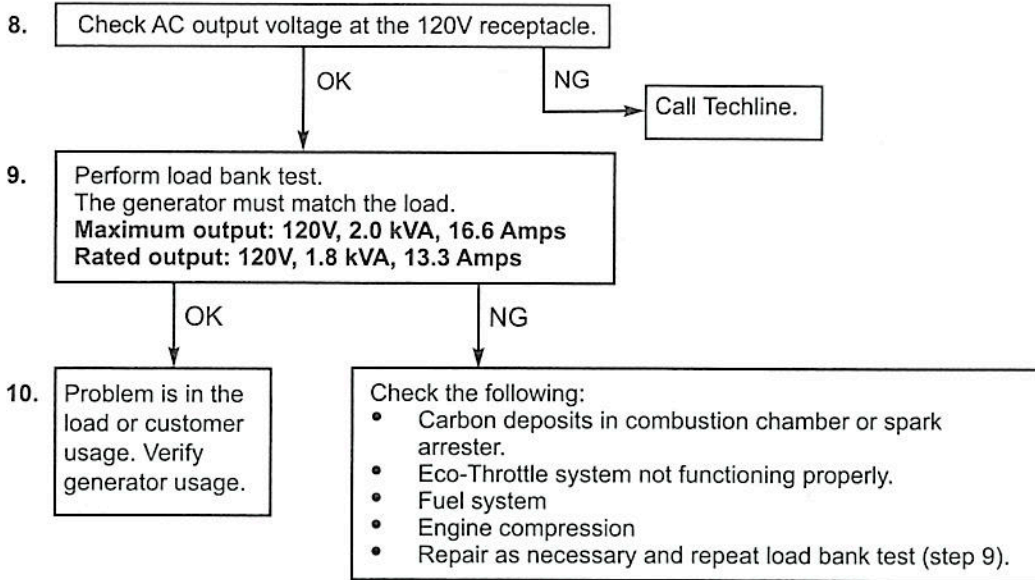 8. Check AC output voltage at the 120V receptacle.
OK
NG
Call Techline.
9. Perform load bank test.
The generator must match the load.
Maximum output: 120V, 2.0 kVA, 16.6 Amps
Rated output: 120V, 1.8 kVA, 13.3 Amps
OK
NG
10. Problem is in the
load or customer
usage. Verify
generator usage.
Check the following:
• Carbon deposits in combustion chamber or spark
arrester.
• Eco-Throttle system not functioning properly.
• Fuel system
• Engine compression
• Repair as necessary and repeat load bank test (step 9).